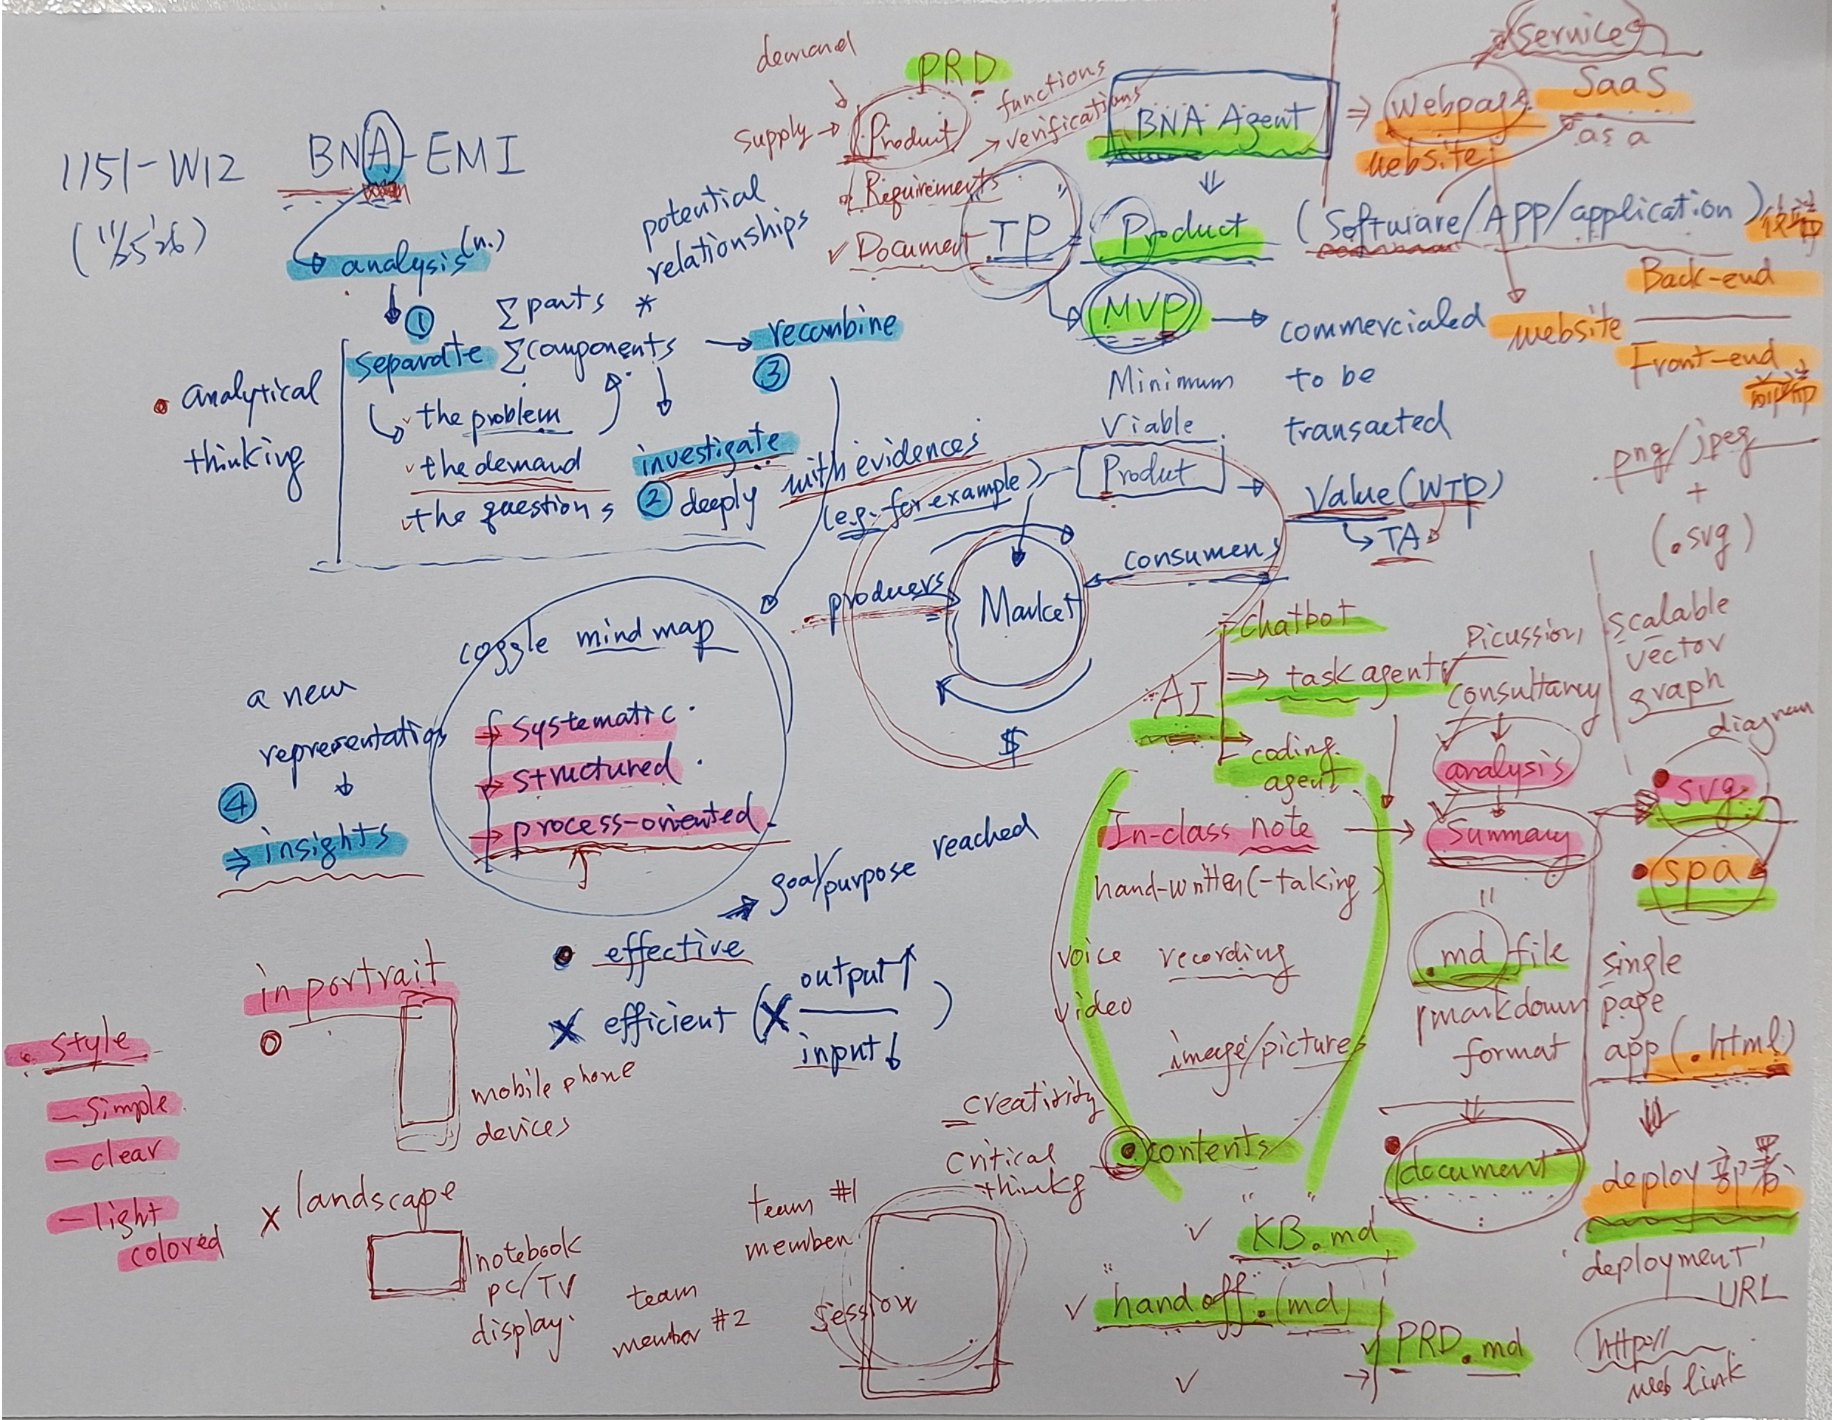 1151-W12 BNA-EMI
analysis (n.)
①
separate
Σparts *
Σcomponents
potential
relationships
recombine
③
analytical
thinking
the problem
the demand
the questions
investigate
② deeply with evidences
(e.g. for example)
coggle mind map
systematic
structured
process-oriented
a new
representation
④
insights
goal/purpose reached
effective
X efficient (X output↑
input↓)
demand
supply →
PRD
Product
Requirements
Document
functions
verifications
BNA Agent
⇒ webpage
website
Service
SaaS
as a
"TP"
Product
(Software/APP/application)
後端
Back-end
Front-end
前端
MVP
Minimum
Viable
Product
commercialed
to be
transacted
website
Value (WTP)
TA
producers
Market
consumers
$
png/jpeg
+
(.svg)
scalable
vector
graph
diagram
AI
chatbot
⇒ task agent
coding
agent
Picussion,
consultancy
analysis
Summary
svg
spa
In-class note
hand-written (-taking)
voice recording
video
image/pictures
contents
creativity
critical
.md file
markdown
format
document
single
page
app (.html)
deploy 部署
'deployment'
URL
http://
web link
"KB.md"
"handoff".(md)
PRD.md
in portrait
mobile phone
devices
style
- simple
- clear
- light
colored
X landscape
notebook
PC/TV
display
team #1
member
team
member #2
session